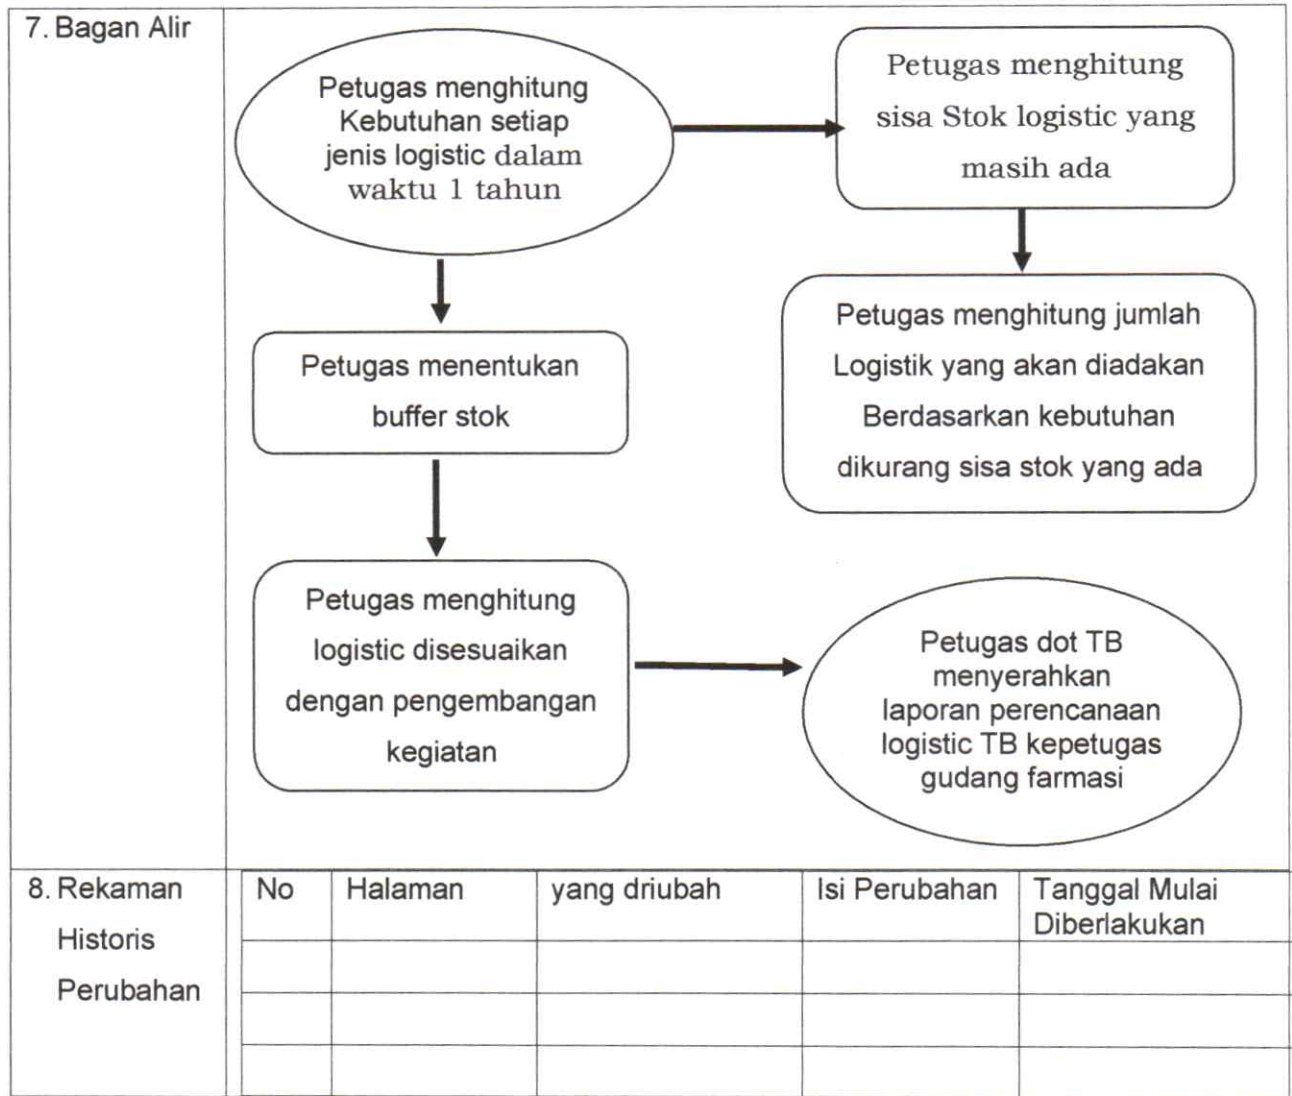 7. Bagan Alir
Petugas menghitung
Kebutuhan setiap
jenis logistic dalam
waktu 1 tahun
Petugas menghitung
sisa Stok logistic yang
masih ada
Petugas menghitung jumlah
Logistik yang akan diadakan
Berdasarkan kebutuhan
dikurang sisa stok yang ada
Petugas menentukan
buffer stok
Petugas menghitung
logistic disesuaikan
dengan pengembangan
kegiatan
Petugas dot TB
menyerahkan
laporan perencanaan
logistic TB kepetugas
gudang farmasi
8. Rekaman
Historis
Perubahan
No
Halaman
yang driubah
Isi Perubahan
Tanggal Mulai
Diberlakukan